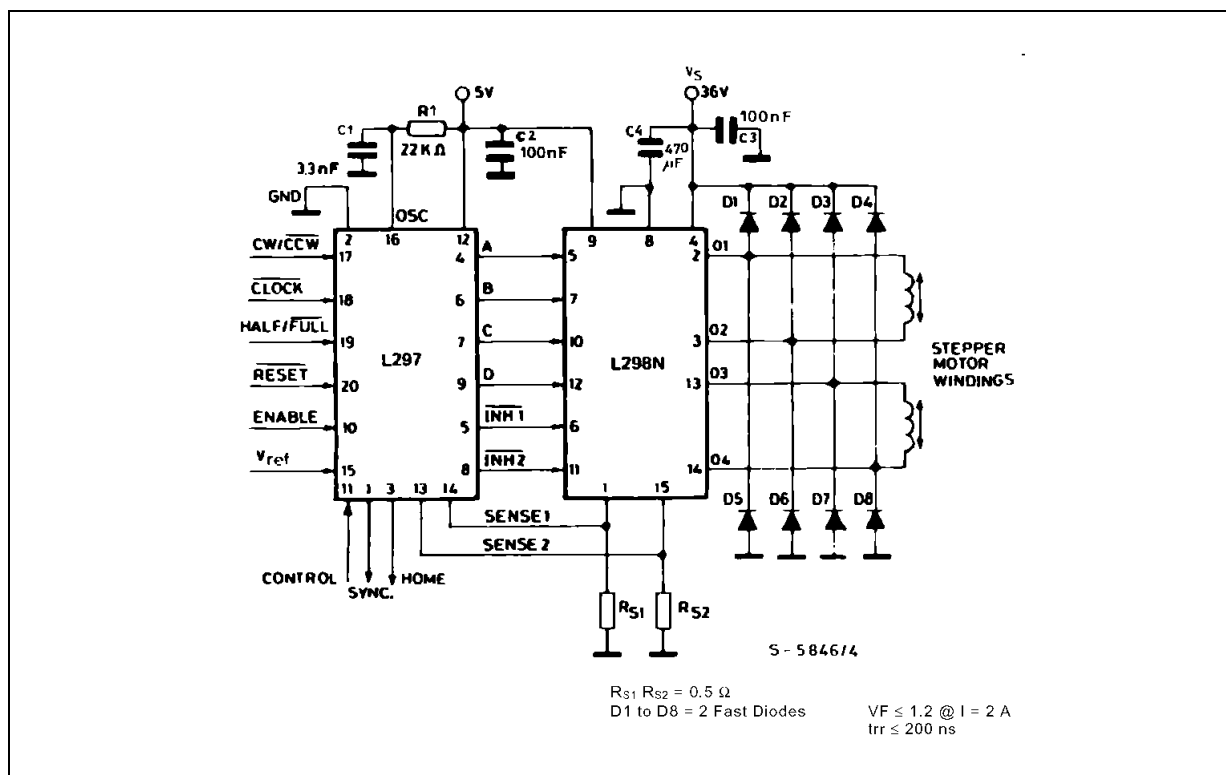 VS
5V
36V
R1
C1
22KΩ
3.3nF
C2
100nF
C4
470
µF
100nF
C3
GND
OSC
D1 D2 D3 D4
2 16 12
9 8 4
CW/CCW 17
4 A 5
2 O1
CLOCK 18
6 B 7
HALF/FULL 19
7 C 10
3 O2
L297
L298N
STEPPER
MOTOR
WINDINGS
RESET 20
9 D 12
13 O3
ENABLE 10
5 INH1 6
Vref 15
8 INH2 11
14 O4
11 1 3 13 14
1 15
D5 D6 D7 D8
SENSE1
SENSE 2
CONTROL
SYNC.
HOME
RS1
RS2
S - 5846/4
RS1 RS2 = 0.5 Ω
D1 to D8 = 2 Fast Diodes
VF ≤ 1.2 @ I = 2 A
trr ≤ 200 ns